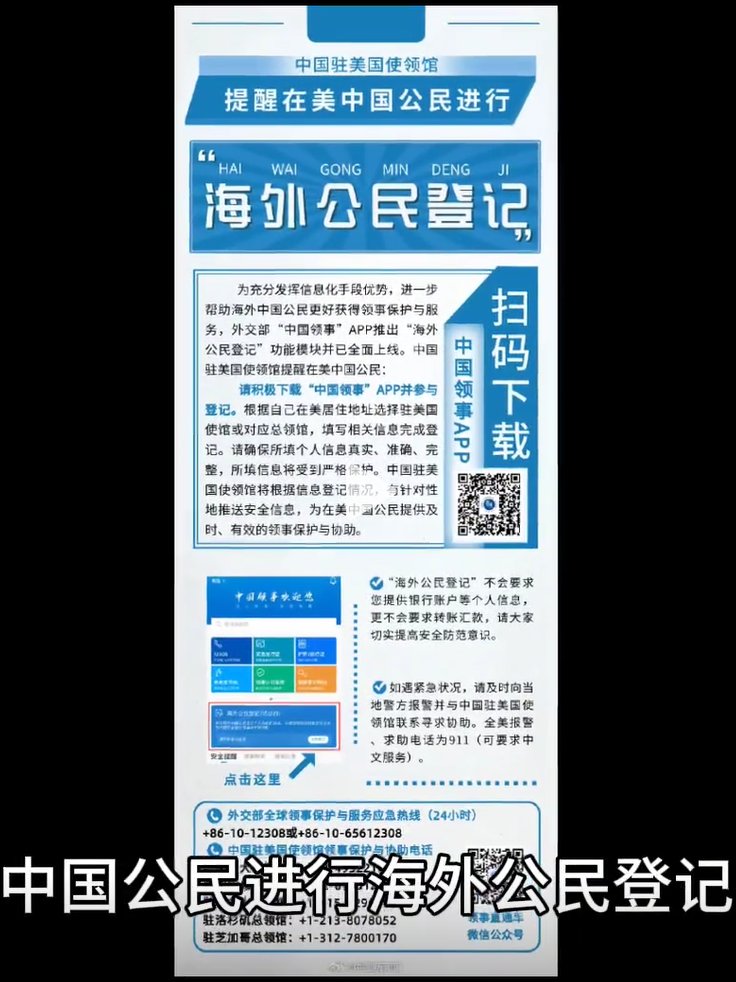 中国驻美国使领馆
提醒在美中国公民进行
“HAI WAI GONG MIN DENG JI
海外公民登记”
为充分发挥信息化手段优势，进一步
帮助海外中国公民更好获得领事保护与服
务，外交部“中国领事”APP推出“海外
公民登记”功能模块并已全面上线。中国
驻美国使领馆提醒在美中国公民：
请积极下载“中国领事”APP并参与
登记。根据自己在美居住地址选择驻美国
使馆或对应总领馆，填写相关信息完成登
记。请确保所填个人信息真实、准确、完
整，所填信息将受到严格保护。中国驻美
国使领馆将根据信息登记情况，有针对性
地推送安全信息，为在美中国公民提供及
时、有效的领事保护与协助。
扫码下载
中国领事APP
中国领事欢迎您
安全提醒
点击这里
“海外公民登记”不会要求
您提供银行账户等个人信息，
更不会要求转账汇款，请大家
切实提高安全防范意识。
如遇紧急状况，请及时向当
地警方报警并与中国驻美国使
领馆联系寻求协助。全美报警
、求助电话为911（可要求中
文服务）。
外交部全球领事保护与服务应急热线（24小时）
+86-10-12308或+86-10-65612308
中国驻美国使领馆领事保护与协助电话
中国公民进行海外公民登记
驻洛杉矶总领馆：+1-213-8078052
驻芝加哥总领馆：+1-312-7800170
领事直通车
微信公众号